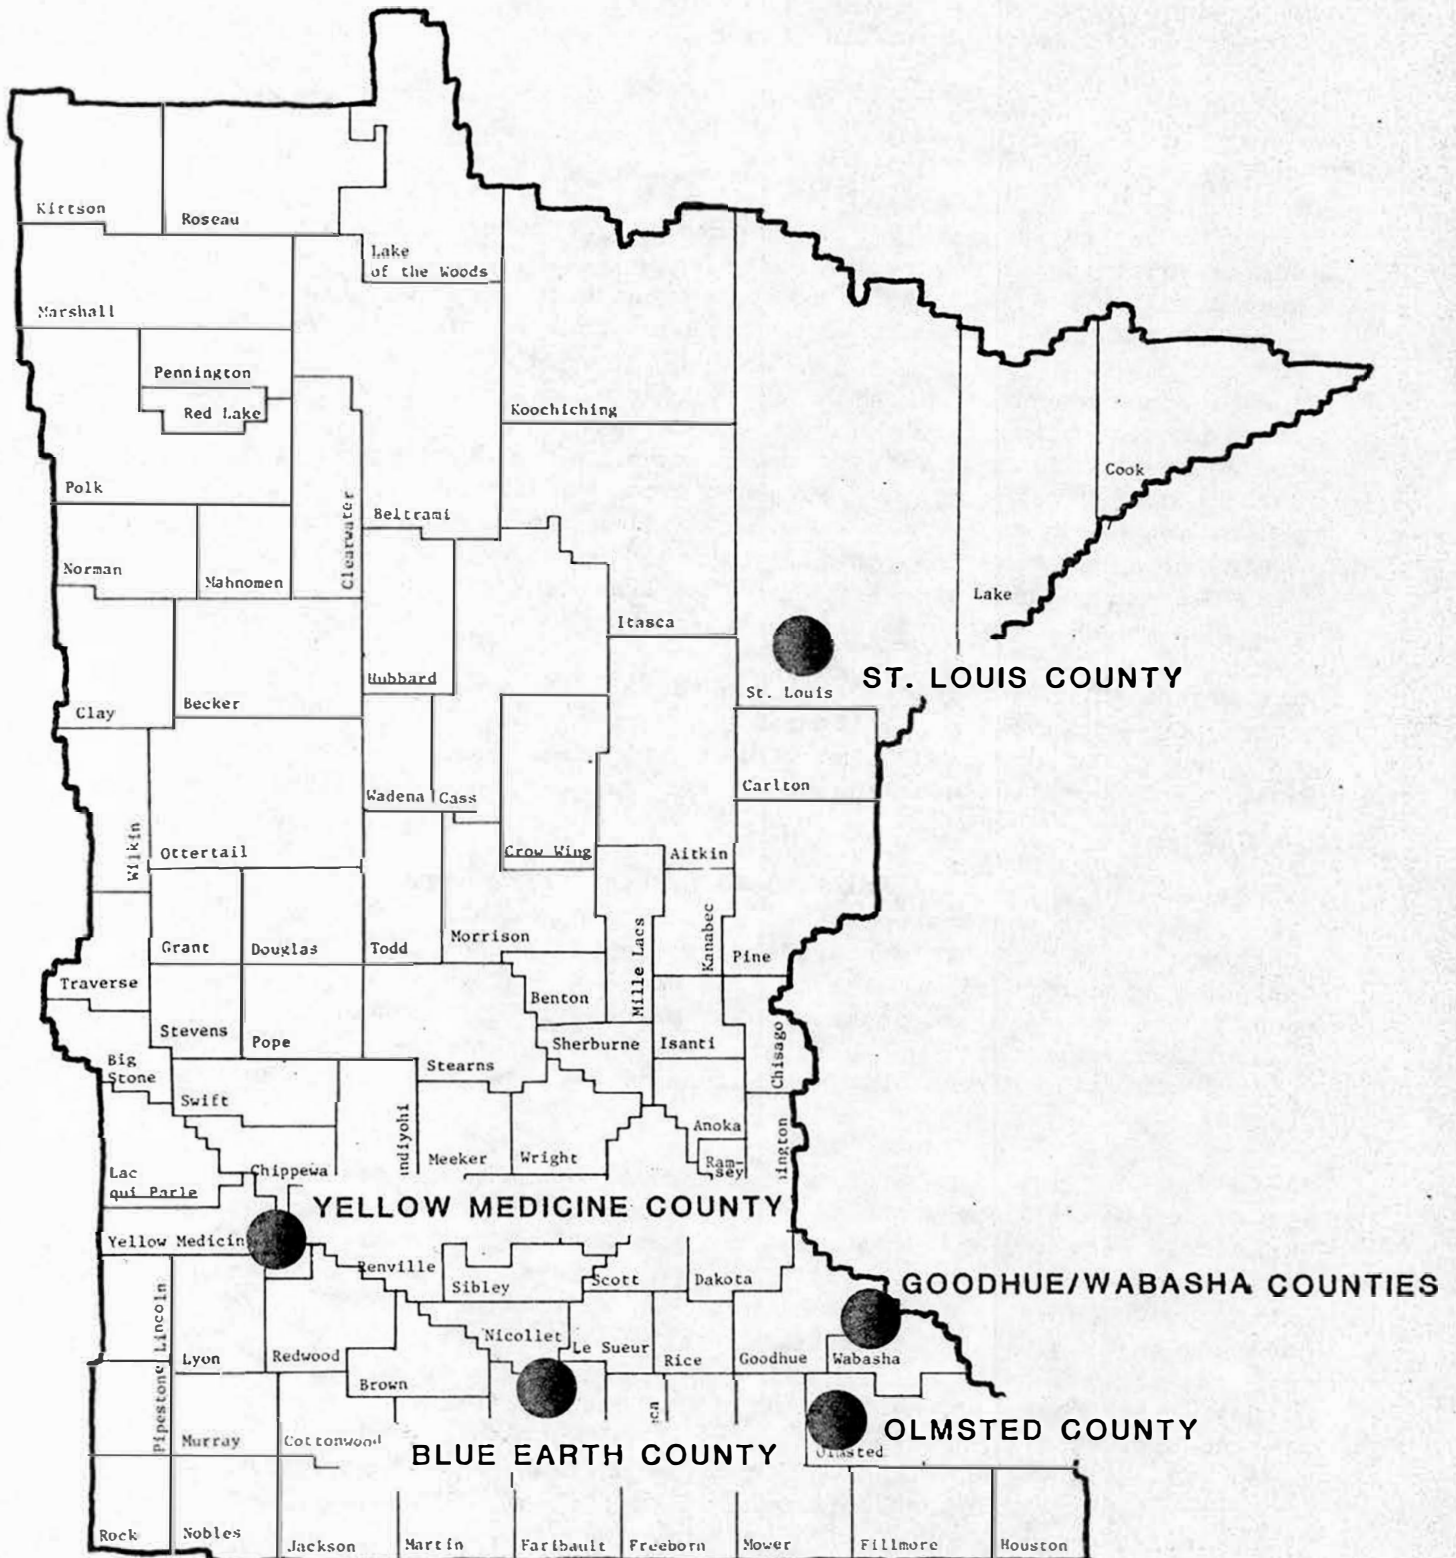 Kittson
Roseau
Lake
of the Woods
Marshall
Pennington
Red Lake
Koochiching
Cook
Polk
Beltrami
Clearwater
Norman
Mahnomen
Lake
Itasca
Hubbard
St. Louis
ST. LOUIS COUNTY
Clay
Becker
Wadena
Cass
Carlton
Wilkin
Ottertail
Crow Wing
Aitkin
Grant
Douglas
Todd
Morrison
Mille Lacs
Kanabec
Pine
Traverse
Benton
Stevens
Pope
Sherburne
Isanti
Chisago
Big
Stone
Stearns
Swift
Anoka
Lac
qui Parle
Chippewa
ndiyohi
Meeker
Wright
Ram-
sey
ington
YELLOW MEDICINE COUNTY
Yellow Medicin
Renville
Sibley
Scott
Dakota
GOODHUE/WABASHA COUNTIES
Lincoln
Lyon
Redwood
Nicollet
Le Sueur
Rice
Goodhue
Wabasha
Brown
Pipestone
Murray
Cottonwood
ca
BLUE EARTH COUNTY
OLMSTED COUNTY
Olmsted
Rock
Nobles
Jackson
Martin
Faribault
Freeborn
Mower
Fillmore
Houston